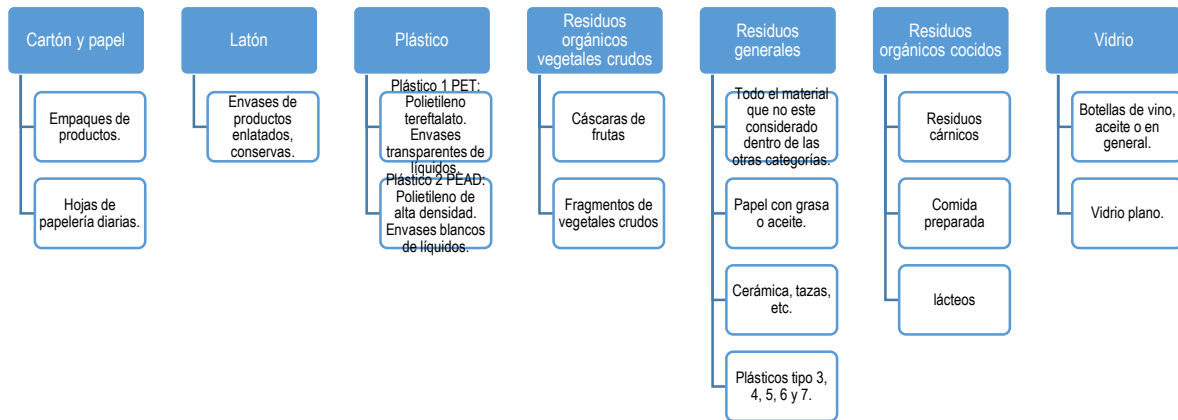 Cartón y papel
Empaques de
productos.
Hojas de
papelería diarias.
Latón
Envases de
productos
enlatados,
conservas.
Plástico
Plástico 1 PET:
Polietileno
tereftalato.
Envases
transparentes de
líquidos.
Plástico 2 PEAD:
Polietileno de
alta densidad.
Envases blancos
de líquidos.
Residuos
orgánicos
vegetales crudos
Cáscaras de
frutas
Fragmentos de
vegetales crudos
Residuos
generales
Todo el material
que no este
considerado
dentro de las
otras categorías.
Papel con grasa
o aceite.
Cerámica, tazas,
etc.
Plásticos tipo 3,
4, 5, 6 y 7.
Residuos
orgánicos cocidos
Residuos
cárnicos
Comida
preparada
lácteos
Vidrio
Botellas de vino,
aceite o en
general.
Vidrio plano.